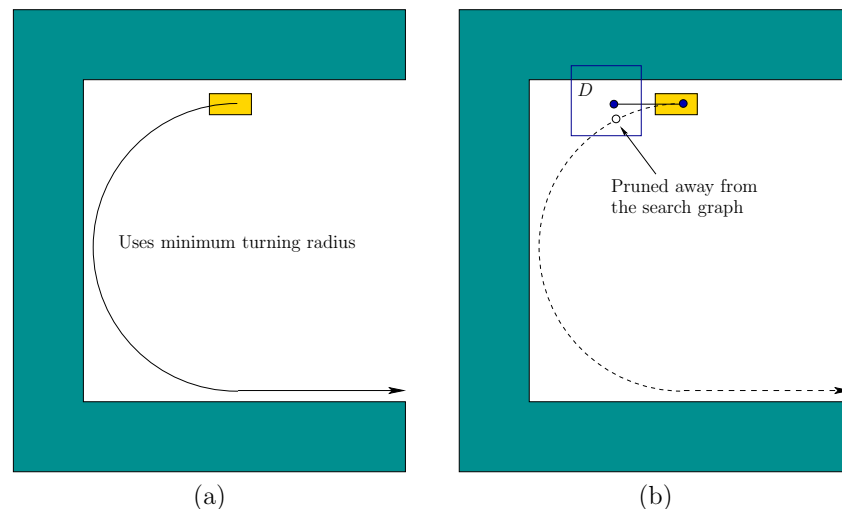 Uses minimum turning radius
(a)
D
Pruned away from
the search graph
(b)